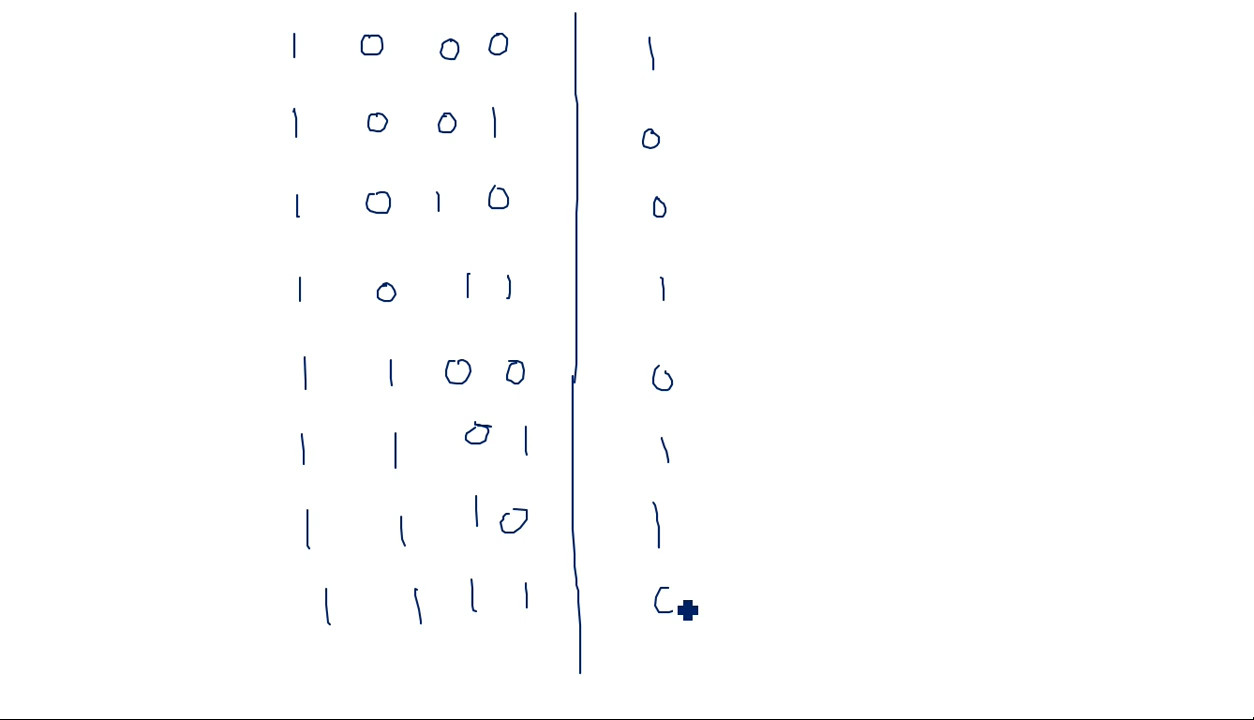 1 0 0 0 1
1 0 0 1 0
1 0 1 0 0
1 0 1 1 1
1 1 0 0 0
1 1 0 1 1
1 1 1 0 1
1 1 1 1